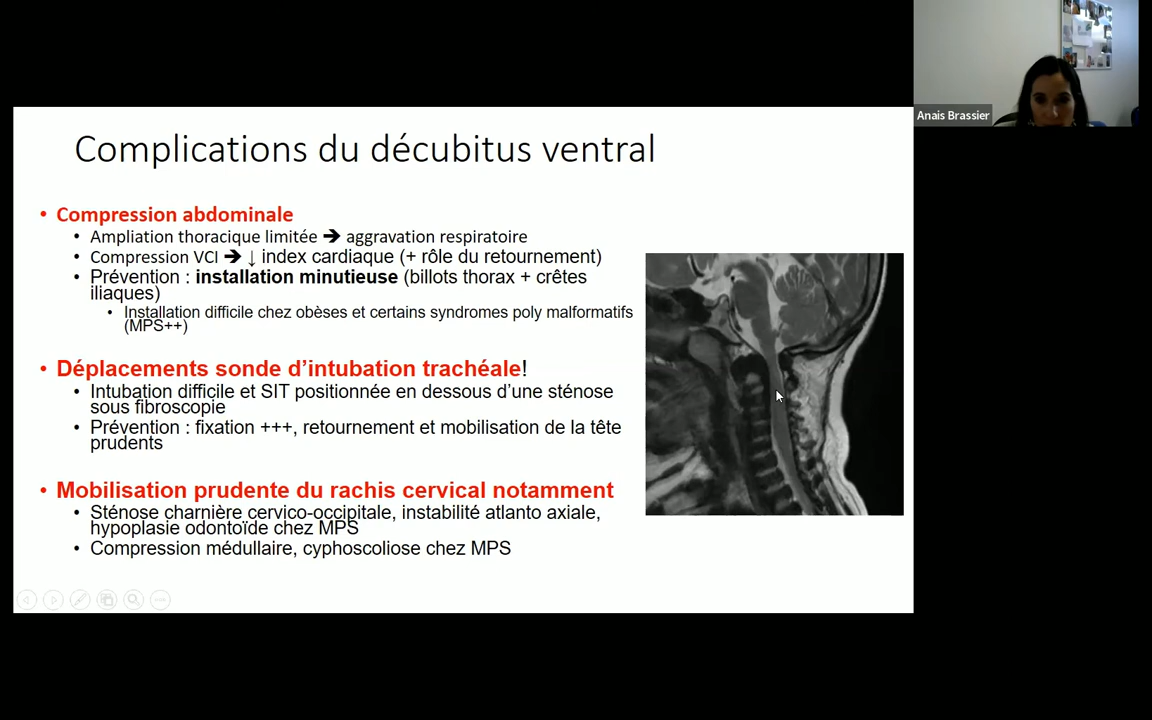 Anais Brassier
Complications du décubitus ventral
• Compression abdominale
• Ampliation thoracique limitée ➔ aggravation respiratoire
• Compression VCI ➔ ↓ index cardiaque (+ rôle du retournement)
• Prévention : installation minutieuse (billots thorax + crêtes
iliaques)
• Installation difficile chez obèses et certains syndromes poly malformatifs
(MPS++)
• Déplacements sonde d’intubation trachéale!
• Intubation difficile et SIT positionnée en dessous d’une sténose
sous fibroscopie
• Prévention : fixation +++, retournement et mobilisation de la tête
prudents
• Mobilisation prudente du rachis cervical notamment
• Sténose charnière cervico-occipitale, instabilité atlanto axiale,
hypoplasie odontoïde chez MPS
• Compression médullaire, cyphoscoliose chez MPS